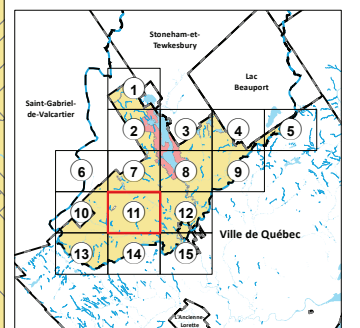 Stoneham-et-
Tewkesbury
Lac
Beauport
Saint-Gabriel-
de-Valcartier
1
2
3
4
5
6
7
8
9
10
11
12
Ville de Québec
13
14
15
L'Ancienne
Lorette